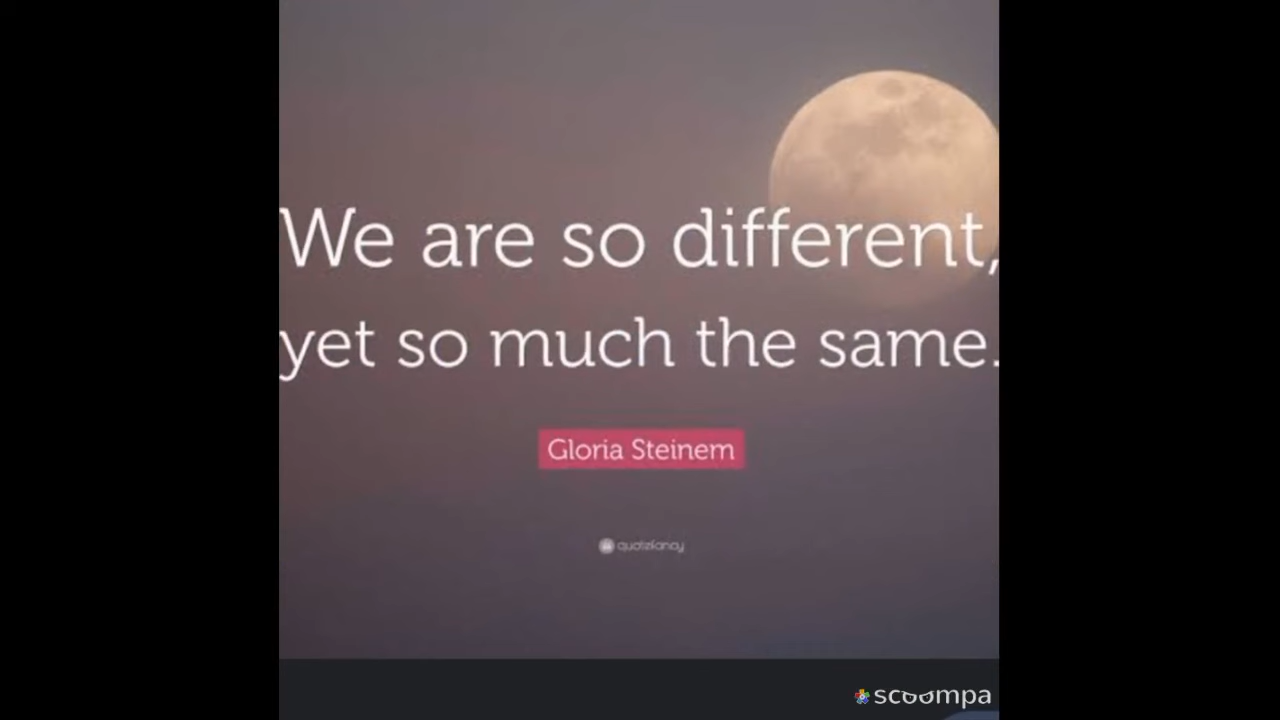 We are so different,
yet so much the same.
Gloria Steinem
quotefancy
scoompa